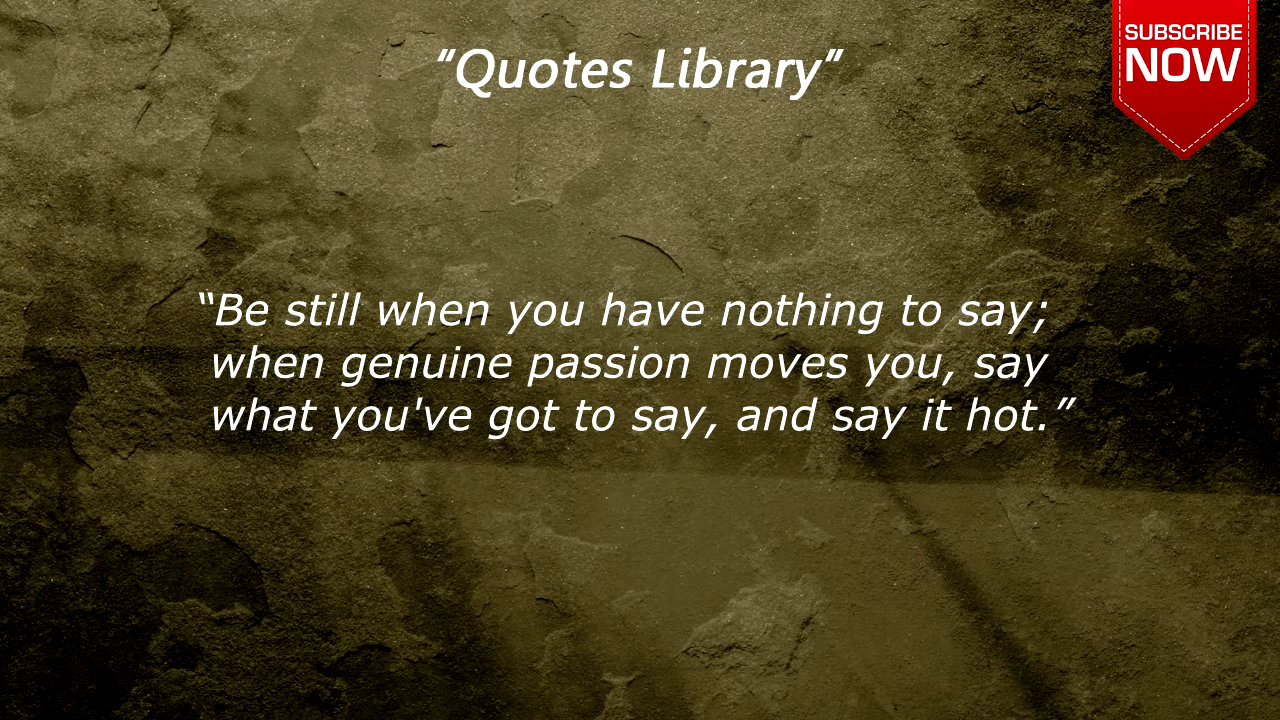 “Quotes Library”
SUBSCRIBE
NOW
“Be still when you have nothing to say;
when genuine passion moves you, say
what you've got to say, and say it hot.”